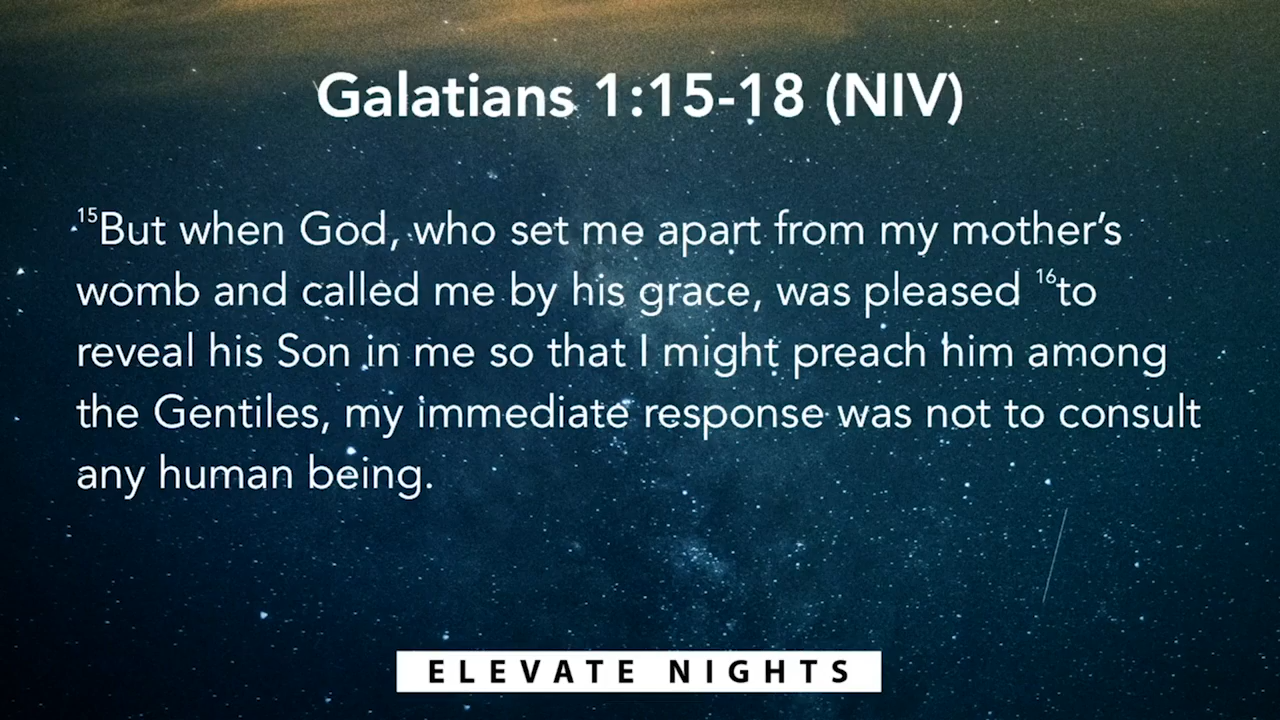 Galatians 1:15-18 (NIV)
15But when God, who set me apart from my mother’s
womb and called me by his grace, was pleased 16to
reveal his Son in me so that I might preach him among
the Gentiles, my immediate response was not to consult
any human being.
ELEVATE NIGHTS